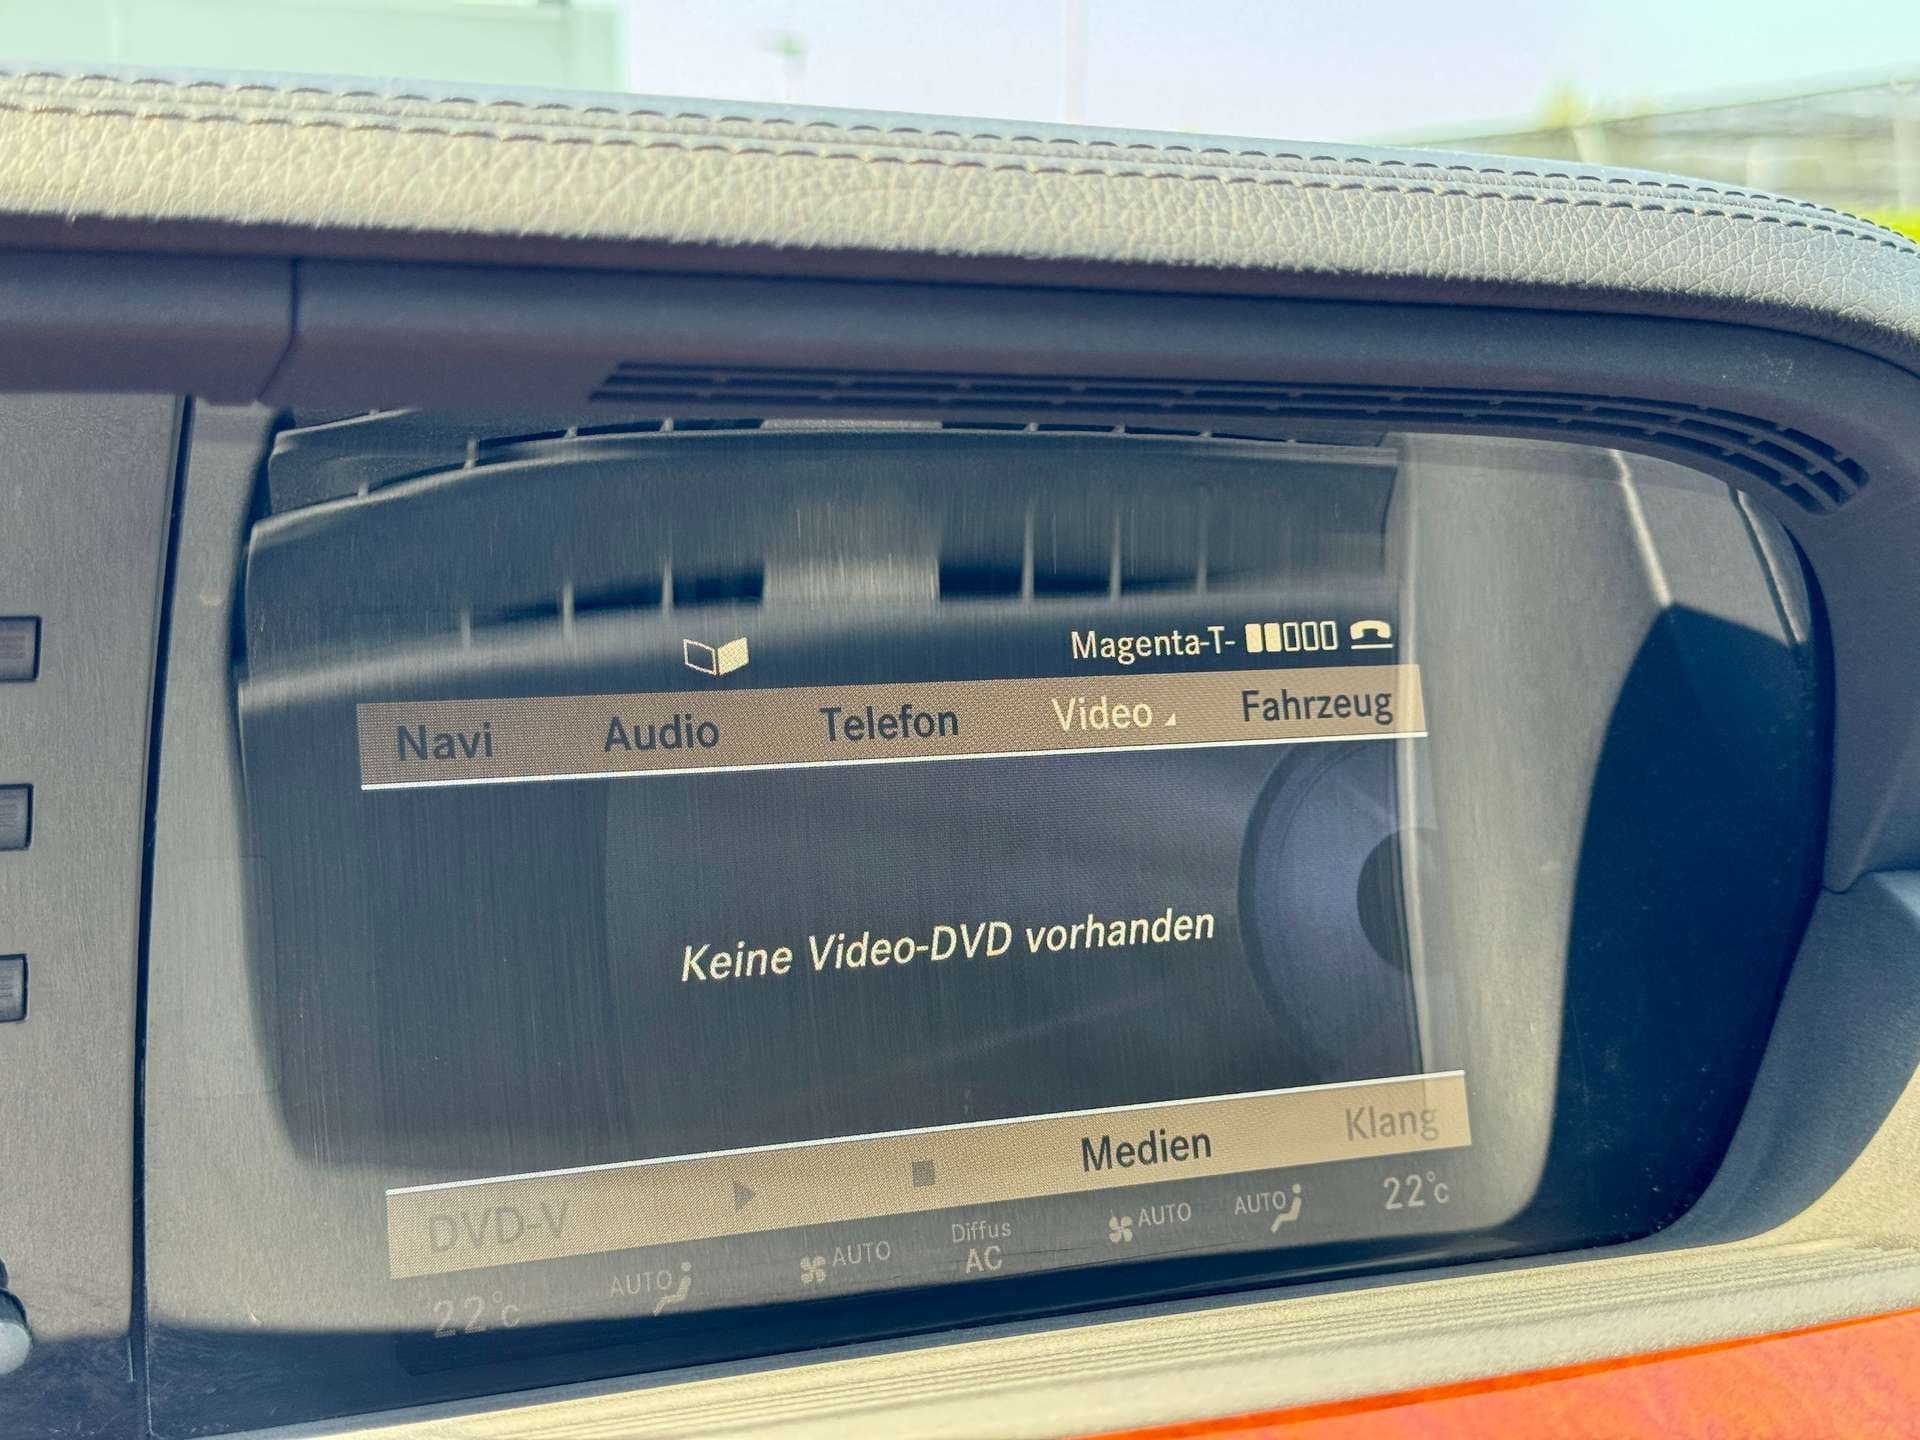 Magenta-T-
Navi Audio Telefon Video Fahrzeug
Keine Video-DVD vorhanden
DVD-V Medien Klang
22°C AUTO AUTO Diffus AC AUTO AUTO 22°C